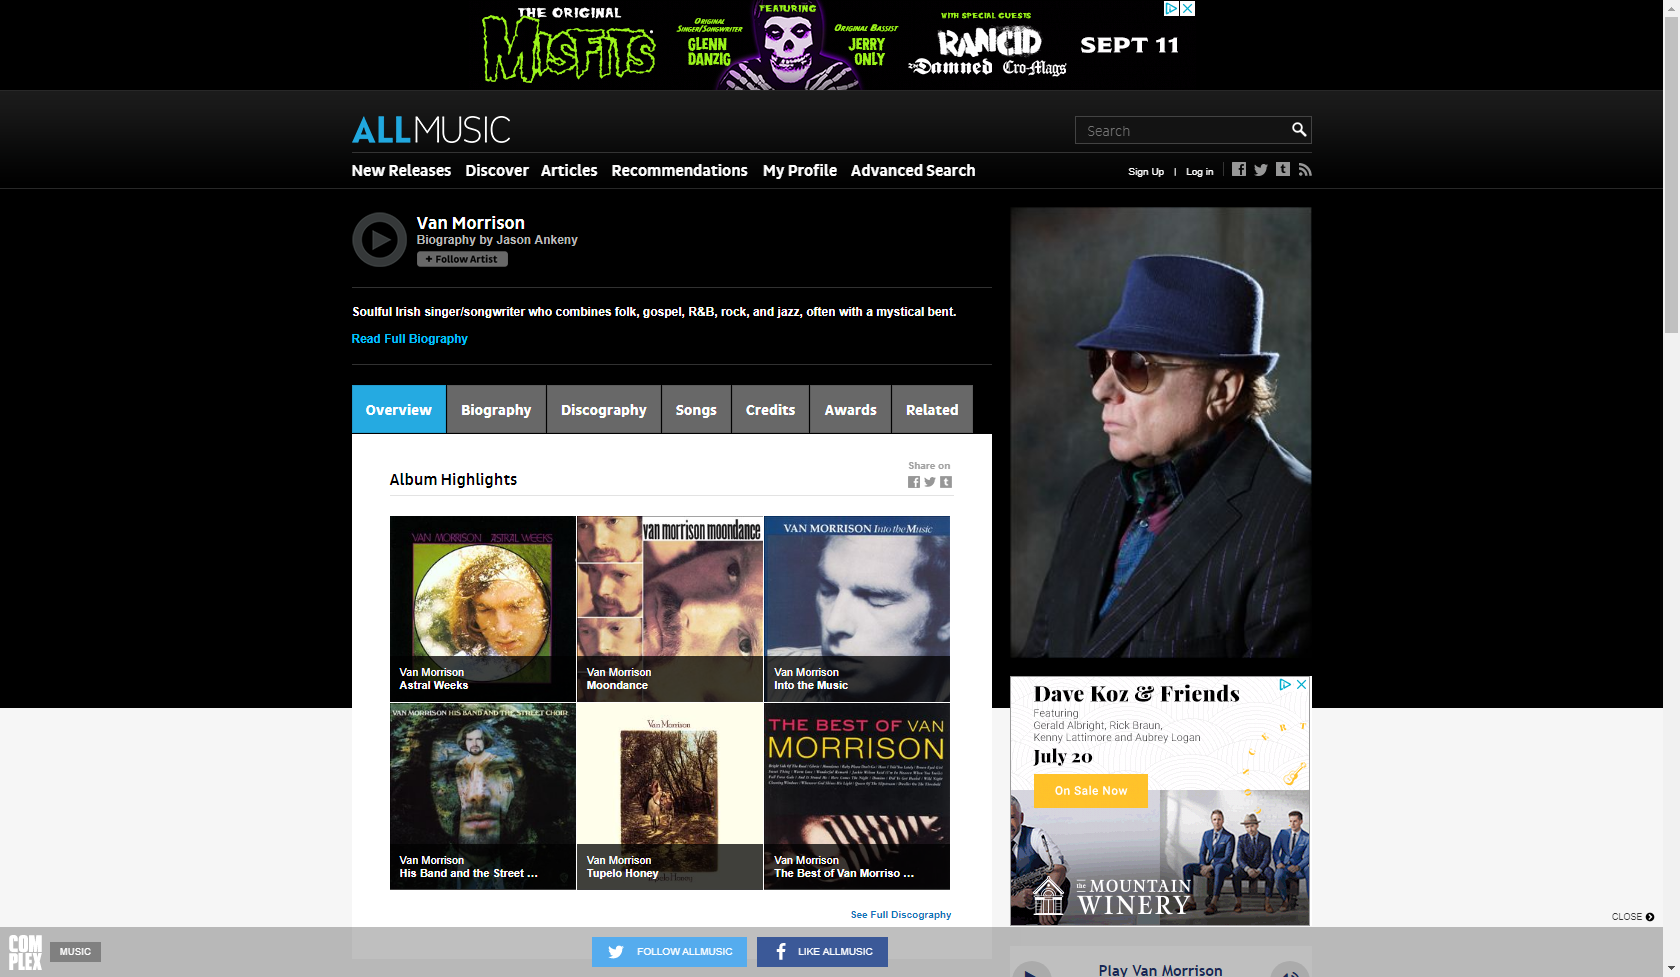 THE ORIGINAL
MISFITS
FEATURING
ORIGINAL SINGER/SONGWRITER
GLENN DANZIG
ORIGINAL BASSIST
JERRY ONLY
WITH SPECIAL GUESTS
RANCID
The Damned Cro-Mags
SEPT 11
ALLMUSIC
Search
New Releases Discover Articles Recommendations My Profile Advanced Search
Sign Up | Log in
Van Morrison
Biography by Jason Ankeny
+ Follow Artist
Soulful Irish singer/songwriter who combines folk, gospel, R&B, rock, and jazz, often with a mystical bent.
Read Full Biography
Overview Biography Discography Songs Credits Awards Related
Album Highlights
Share on
VAN MORRISON ASTRAL WEEKS
Van Morrison
Astral Weeks
van morrison moondance
Van Morrison
Moondance
VAN MORRISON Into the Music
Van Morrison
Into the Music
VAN MORRISON HIS BAND AND THE STREET CHOIR
Van Morrison
His Band and the Street ...
Van Morrison
Van Morrison
Tupelo Honey
Tupelo Honey
THE BEST OF VAN
MORRISON
Van Morrison
The Best of Van Morriso ...
See Full Discography
Dave Koz & Friends
Featuring
Gerald Albright, Rick Braun,
Kenny Lattimore and Aubrey Logan
July 20
On Sale Now
the MOUNTAIN
WINERY
CLOSE
COM
PLEX
MUSIC
FOLLOW ALLMUSIC
LIKE ALLMUSIC
Play Van Morrison